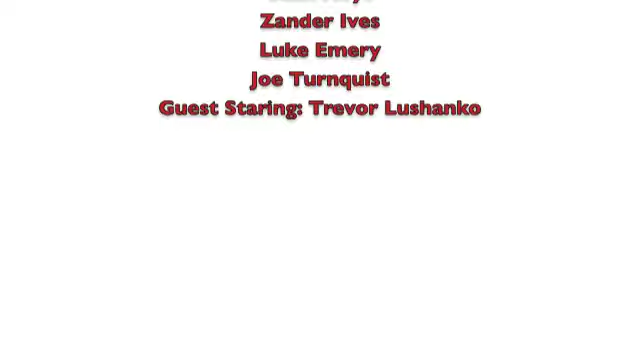 Zander Ives
Luke Emery
Joe Turnquist
Guest Staring: Trevor Lushanko